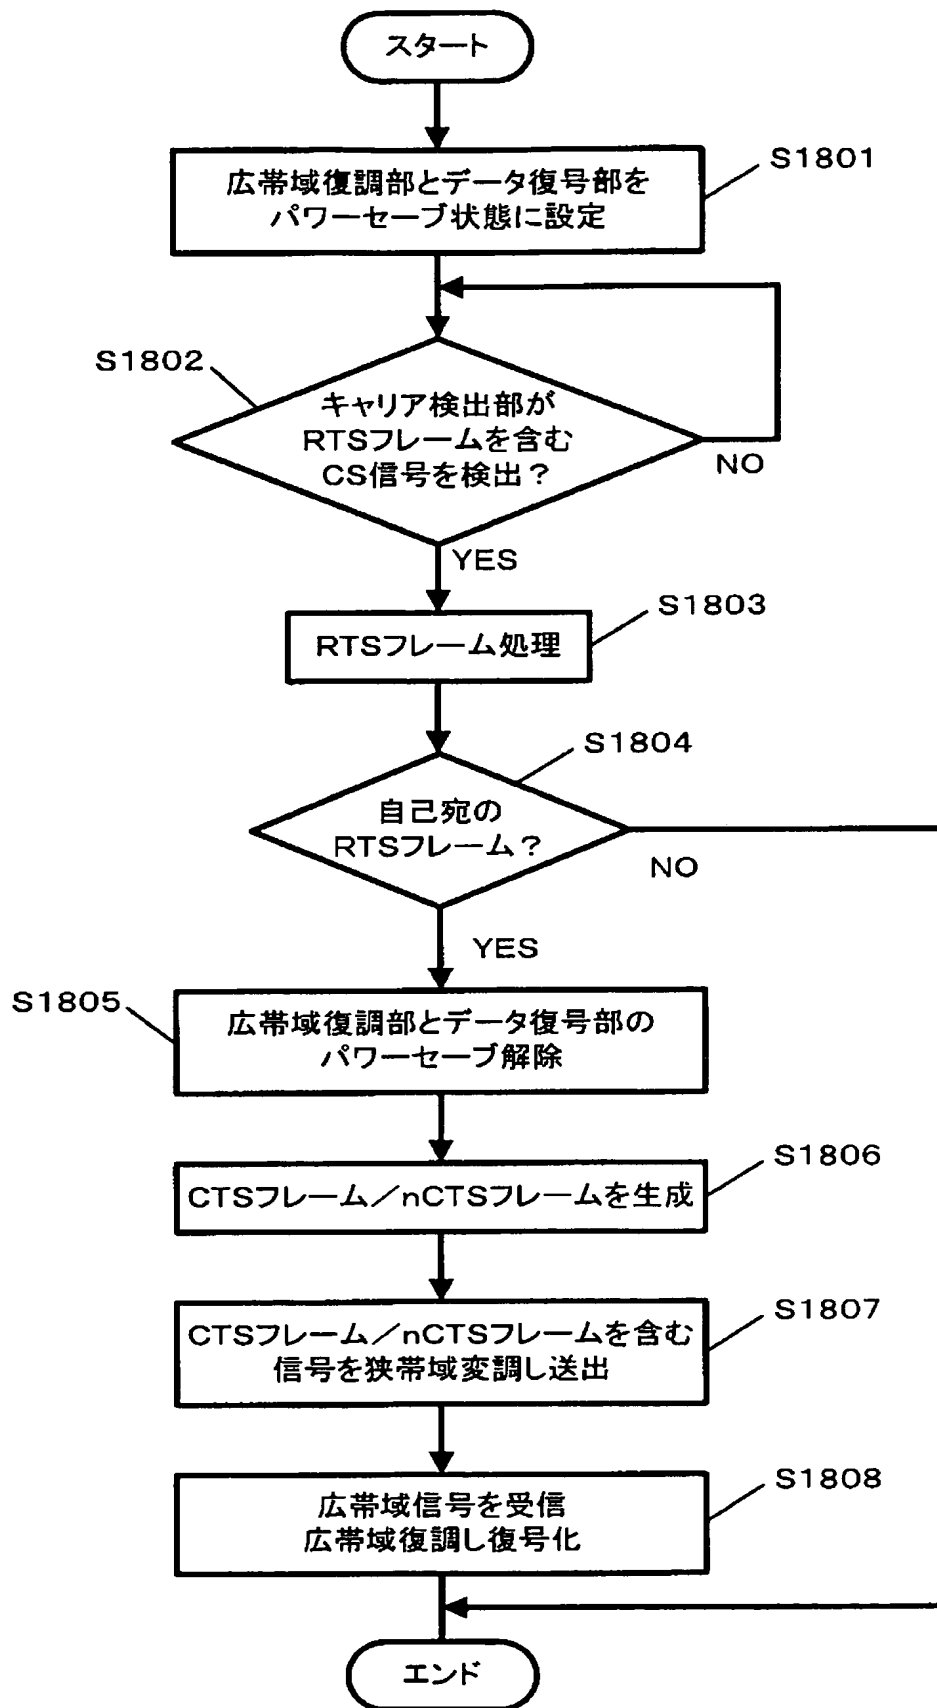 スタート
S1801
広帯域復調部とデータ復号部を
パワーセーブ状態に設定
S1802
キャリア検出部が
RTSフレームを含む
CS信号を検出？
NO
YES
S1803
RTSフレーム処理
S1804
自己宛の
RTSフレーム？
NO
YES
S1805
広帯域復調部とデータ復号部の
パワーセーブ解除
S1806
CTSフレーム／nCTSフレームを生成
S1807
CTSフレーム／nCTSフレームを含む
信号を狭帯域変調し送出
S1808
広帯域信号を受信
広帯域復調し復号化
エンド